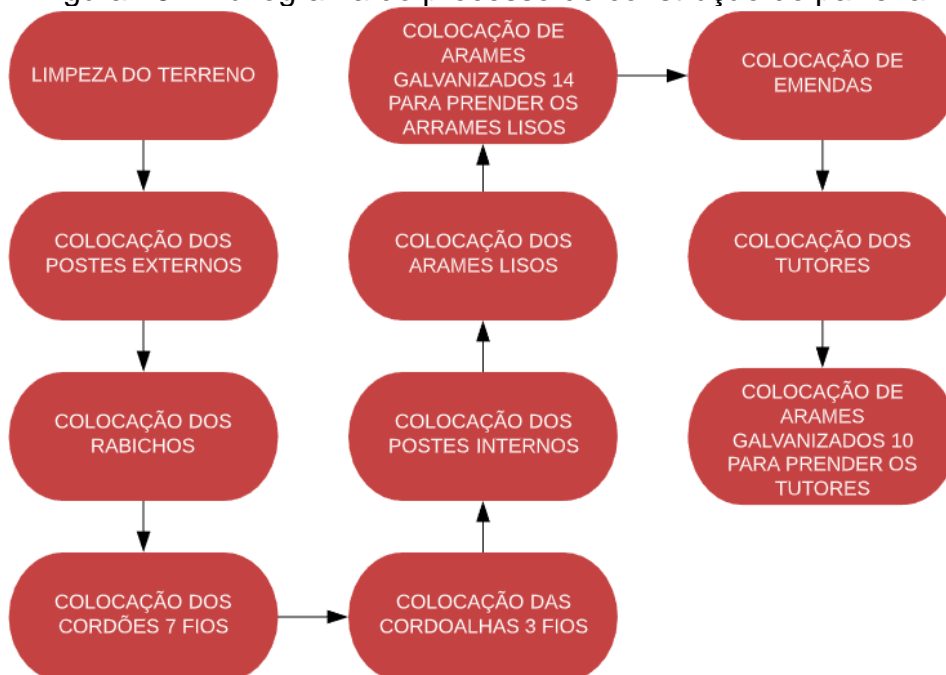 LIMPEZA DO TERRENO
COLOCAÇÃO DOS
POSTES EXTERNOS
COLOCAÇÃO DOS
RABICHOS
COLOCAÇÃO DOS
CORDÕES 7 FIOS
COLOCAÇÃO DAS
CORDOALHAS 3 FIOS
COLOCAÇÃO DOS
POSTES INTERNOS
COLOCAÇÃO DOS
ARAMES LISOS
COLOCAÇÃO DE
ARAMES
GALVANIZADOS 14
PARA PRENDER OS
ARRAMES LISOS
COLOCAÇÃO DE
EMENDAS
COLOCAÇÃO DOS
TUTORES
COLOCAÇÃO DE
ARAMES
GALVANIZADOS 10
PARA PRENDER OS
TUTORES